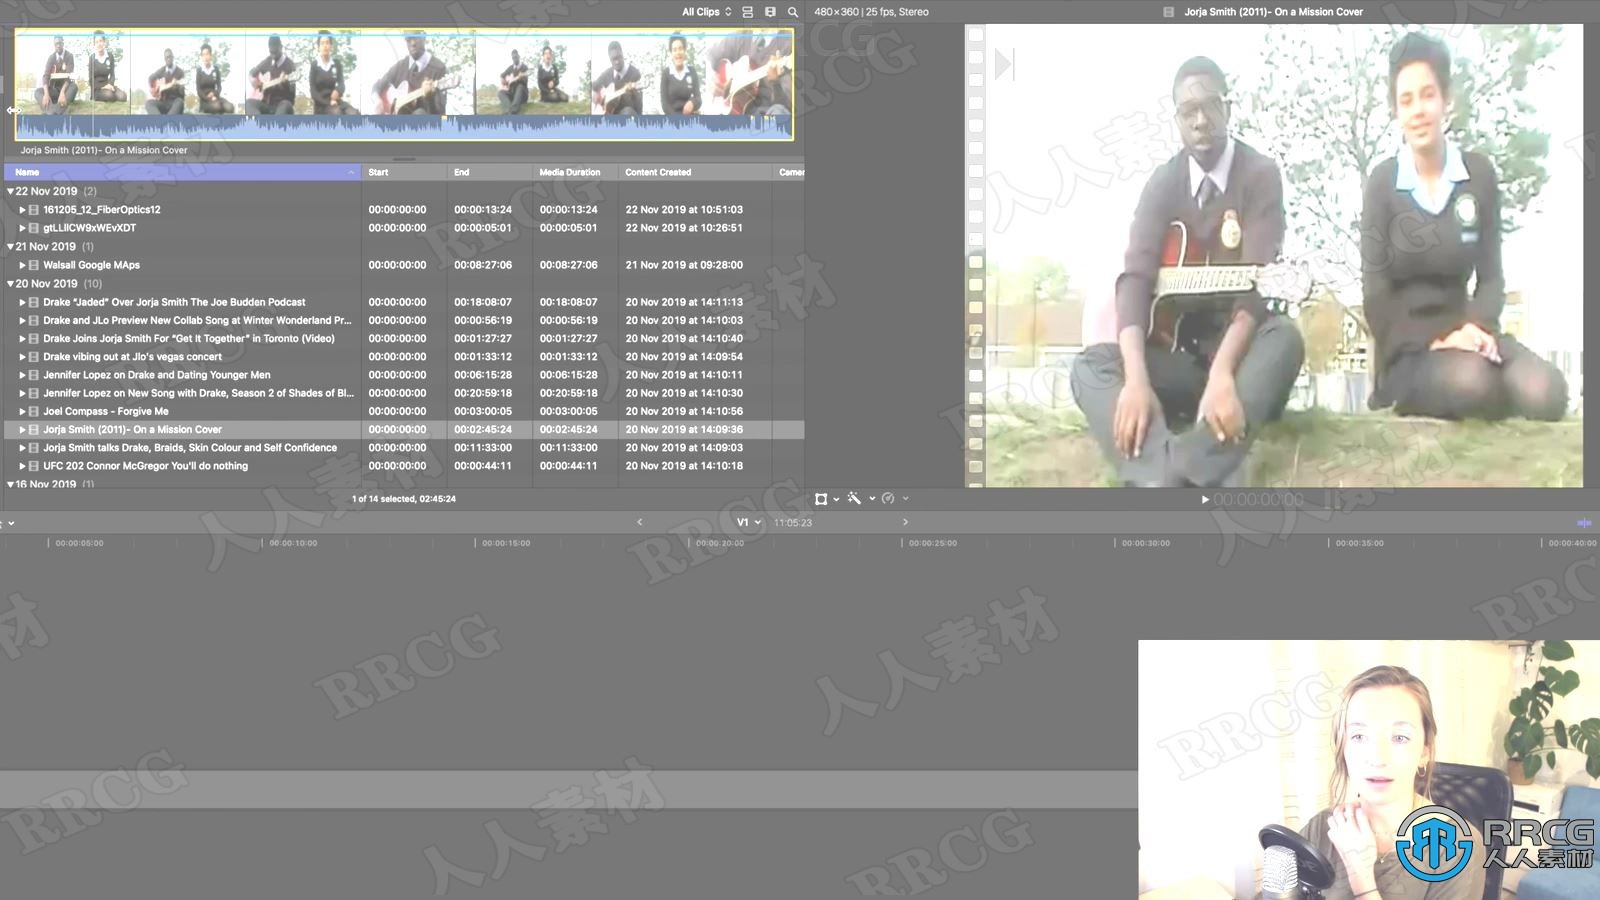 All Clips
480×360 | 25 fps, Stereo
Jorja Smith (2011)- On a Mission Cover
Jorja Smith (2011)- On a Mission Cover
Name Start End Media Duration Content Created Camer
22 Nov 2019 (2)
161205_12_FiberOptics12 00:00:00:00 00:00:13:24 00:00:13:24 22 Nov 2019 at 10:51:03
gtLLlICW9xWEvXDT 00:00:00:00 00:00:05:01 00:00:05:01 22 Nov 2019 at 10:26:51
21 Nov 2019 (1)
Walsall Google MAps 00:00:00:00 00:08:27:06 00:08:27:06 21 Nov 2019 at 09:28:00
20 Nov 2019 (10)
Drake “Jaded” Over Jorja Smith The Joe Budden Podcast 00:00:00:00 00:18:08:07 00:18:08:07 20 Nov 2019 at 14:11:13
Drake and JLo Preview New Collab Song at Winter Wonderland Pr... 00:00:00:00 00:00:56:19 00:00:56:19 20 Nov 2019 at 14:10:03
Drake Joins Jorja Smith For “Get It Together” in Toronto (Video) 00:00:00:00 00:01:27:27 00:01:27:27 20 Nov 2019 at 14:10:40
Drake vibing out at Jlo's vegas concert 00:00:00:00 00:01:33:12 00:01:33:12 20 Nov 2019 at 14:09:54
Jennifer Lopez on Drake and Dating Younger Men 00:00:00:00 00:06:15:28 00:06:15:28 20 Nov 2019 at 14:10:11
Jennifer Lopez on New Song with Drake, Season 2 of Shades of Bl... 00:00:00:00 00:20:59:18 00:20:59:18 20 Nov 2019 at 14:10:30
Joel Compass - Forgive Me 00:00:00:00 00:03:00:05 00:03:00:05 20 Nov 2019 at 14:10:56
Jorja Smith (2011)- On a Mission Cover 00:00:00:00 00:02:45:24 00:02:45:24 20 Nov 2019 at 14:09:36
Jorja Smith talks Drake, Braids, Skin Colour and Self Confidence 00:00:00:00 00:11:33:00 00:11:33:00 20 Nov 2019 at 14:09:03
UFC 202 Connor McGregor You'll do nothing 00:00:00:00 00:00:44:11 00:00:44:11 20 Nov 2019 at 14:10:18
16 Nov 2019 (1)
1 of 14 selected, 02:45:24
00:00:00:00
V1 11:05:23
00:00:05:00 00:00:10:00 00:00:15:00 00:00:20:00 00:00:25:00 00:00:30:00 00:00:35:00 00:00:40:00
RRCG
人人素材